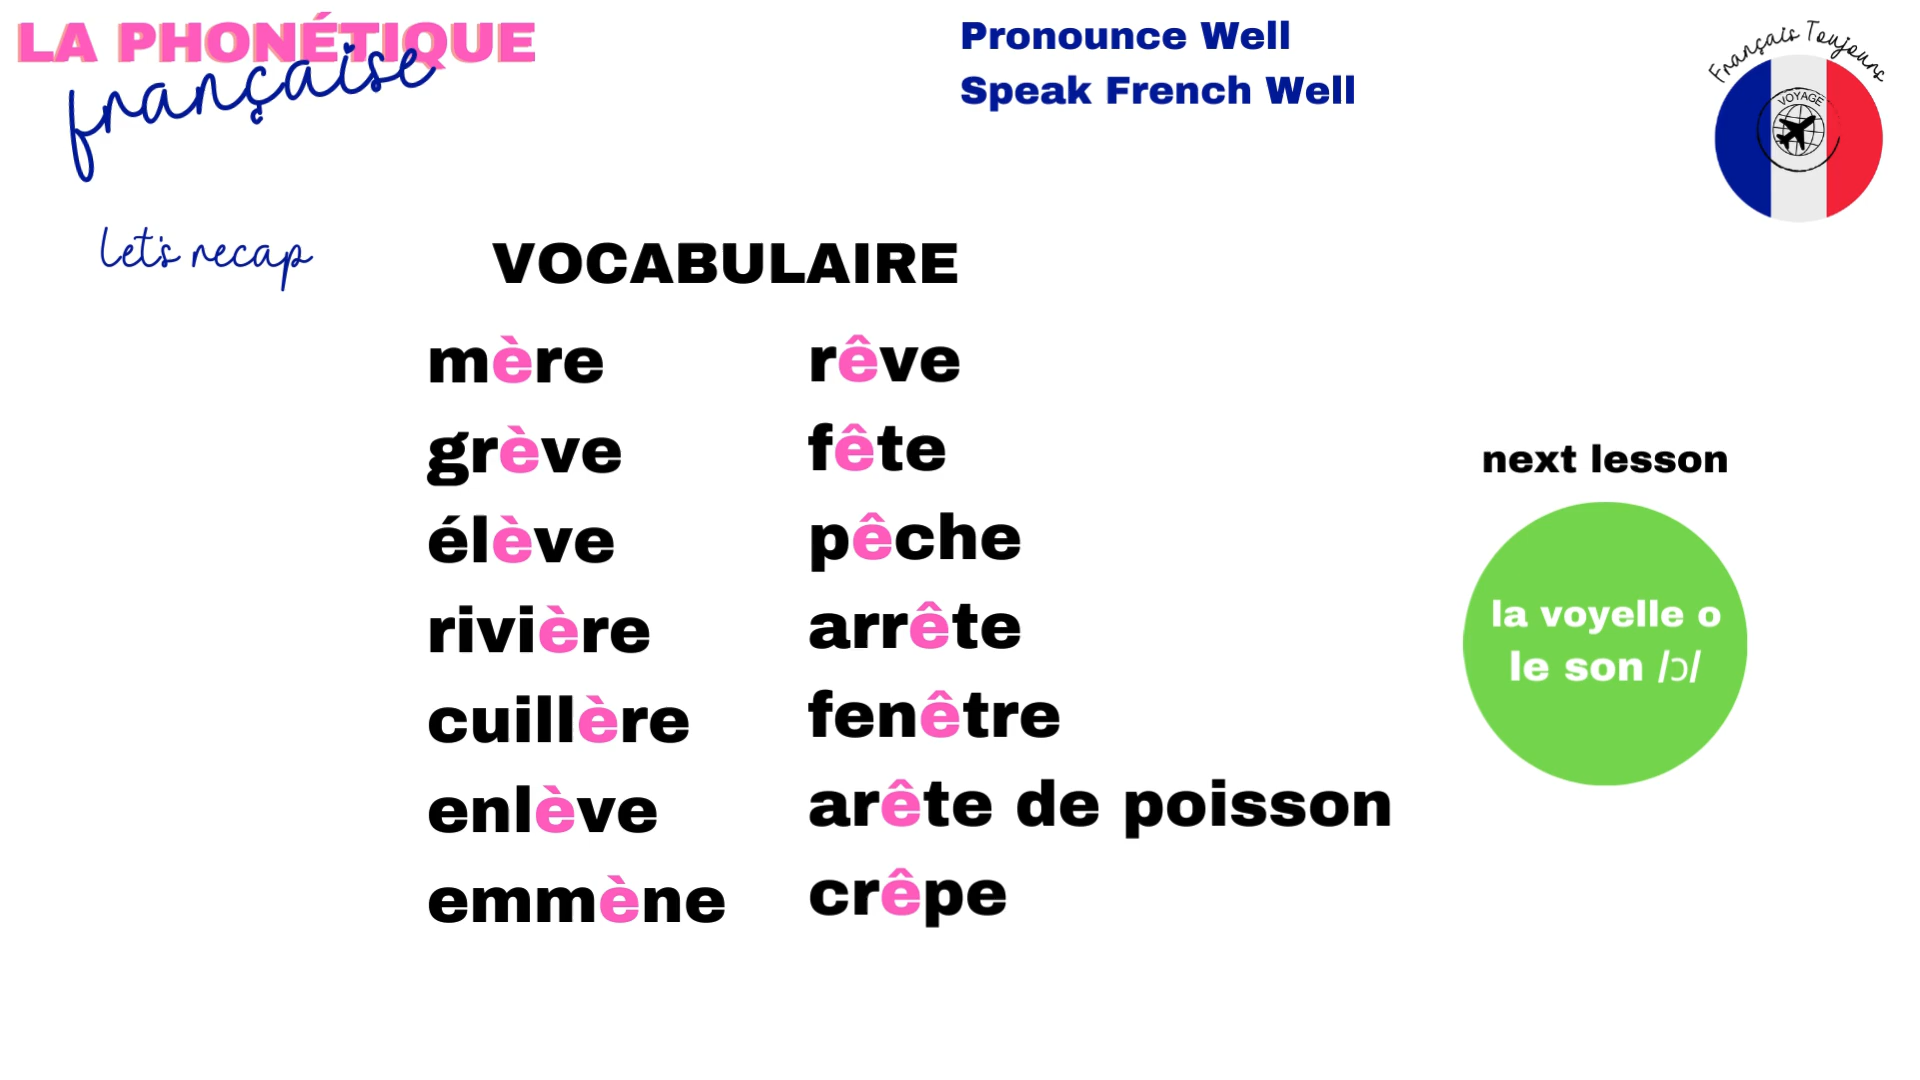 LA PHONÉTIQUE
française
Pronounce Well
Speak French Well
Français Toujours
VOYAGE
let's recap
VOCABULAIRE
mère
grève
élève
rivière
cuillère
enlève
emmène
rêve
fête
pêche
arrête
fenêtre
arête de poisson
crêpe
next lesson
la voyelle o
le son /ɔ/